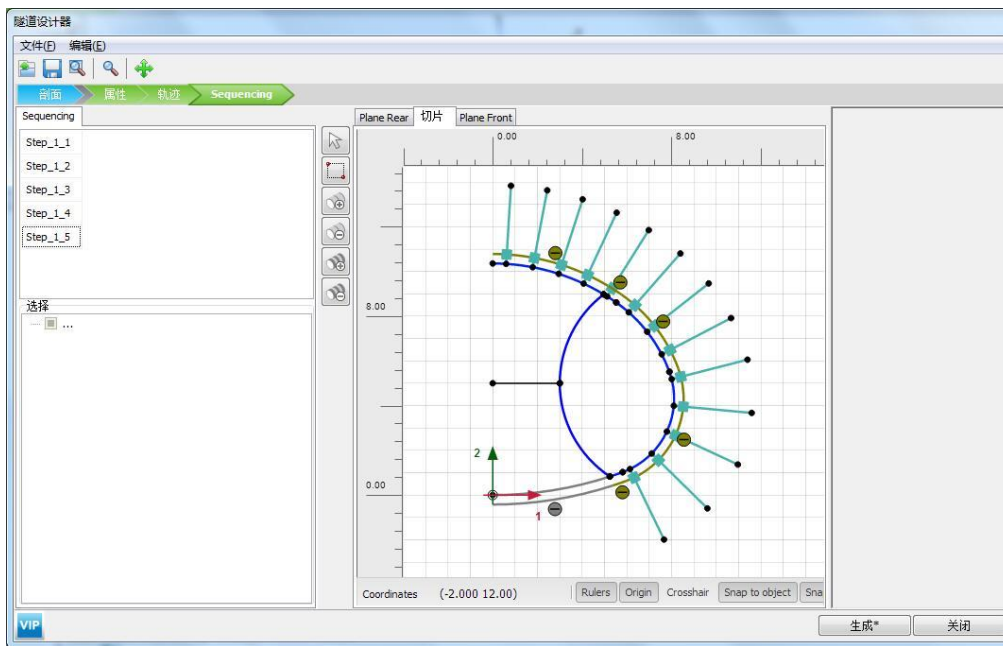 隧道设计器
文件(F) 编辑(E)
剖面 属性 轨迹 Sequencing
Sequencing
Step_1_1
Step_1_2
Step_1_3
Step_1_4
Step_1_5
选择
...
Plane Rear 切片 Plane Front
0.00 8.00
8.00
0.00
2
1
Coordinates (-2.000 12.00) Rulers Origin Crosshair Snap to object Sna
VIP 生成* 关闭